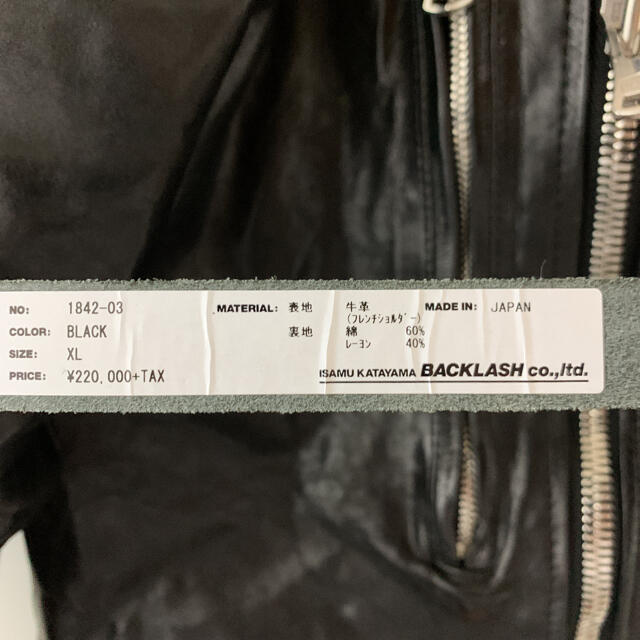 NO: 1842-03
COLOR: BLACK
SIZE: XL
PRICE: ¥220,000+TAX
MATERIAL: 表地 牛革
(フレンチショルダー)
裏地 綿 60%
レーヨン 40%
MADE IN: JAPAN
ISAMU KATAYAMA BACKLASH co.,ltd.